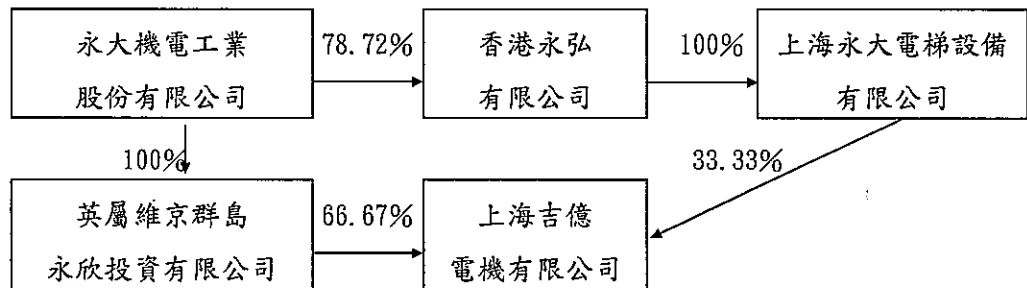 永大機電工業
股份有限公司
78.72%
香港永弘
有限公司
100%
上海永大電梯設備
有限公司
100%
33.33%
英屬維京群島
永欣投資有限公司
66.67%
上海吉億
電機有限公司